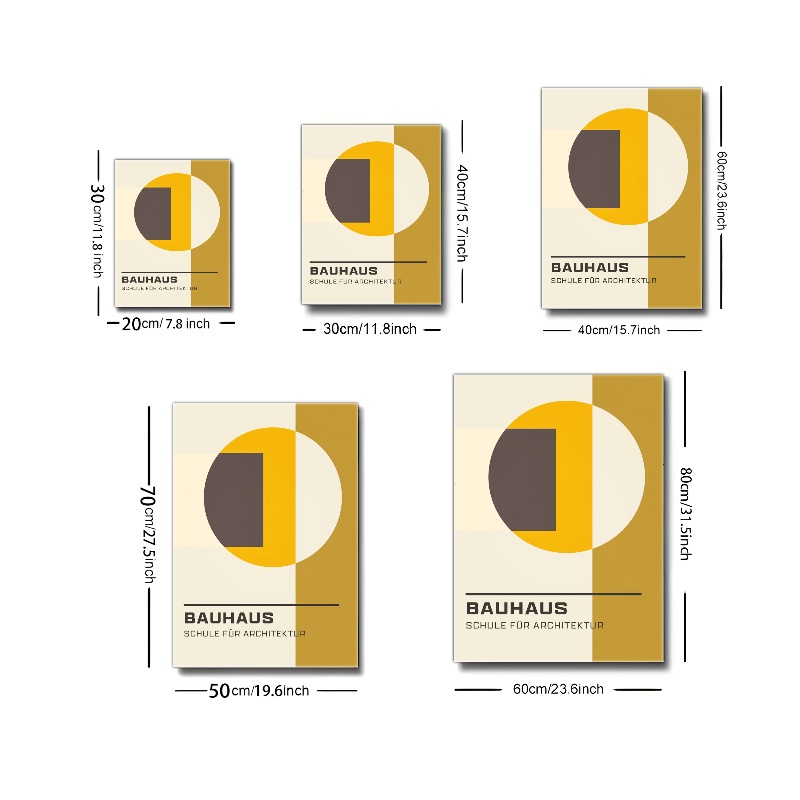 30cm/11.8 inch
BAUHAUS
SCHULE FÜR ARCHITEKTUR
20cm/7.8 inch
40cm/15.7inch
BAUHAUS
SCHULE FÜR ARCHITEKTUR
30cm/11.8inch
60cm/23.6inch
BAUHAUS
SCHULE FÜR ARCHITEKTUR
40cm/15.7inch
70cm/27.5inch
BAUHAUS
SCHULE FÜR ARCHITEKTUR
50cm/19.6inch
80cm/31.5inch
BAUHAUS
SCHULE FÜR ARCHITEKTUR
60cm/23.6inch